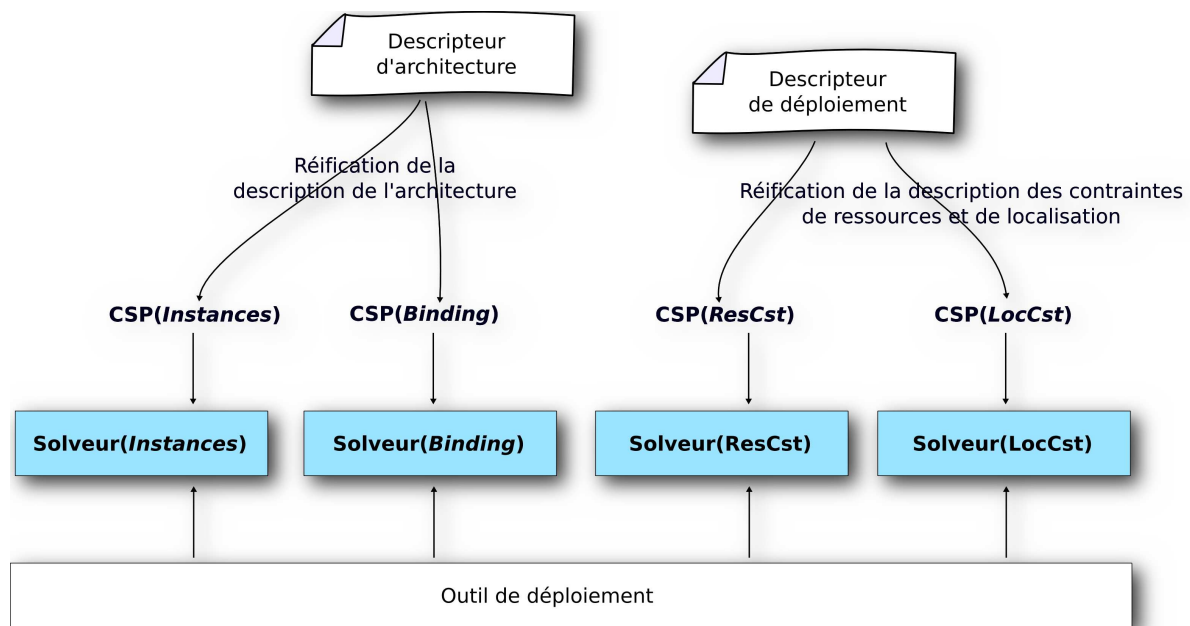 Descripteur
d'architecture
Descripteur
de déploiement
Réification de la
description de l'architecture
Réification de la description des contraintes
de ressources et de localisation
CSP(Instances)
CSP(Binding)
CSP(ResCst)
CSP(LocCst)
Solveur(Instances)
Solveur(Binding)
Solveur(ResCst)
Solveur(LocCst)
Outil de déploiement